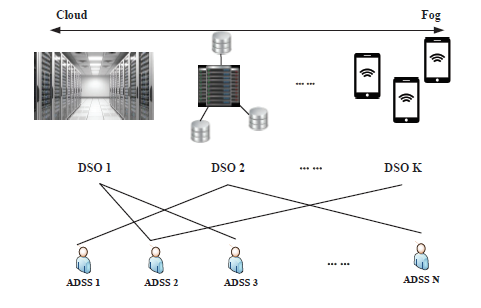 Cloud Fog
... ...
DSO 1 DSO 2 ... ... DSO K
... ...
ADSS 1 ADSS 2 ADSS 3 ADSS N